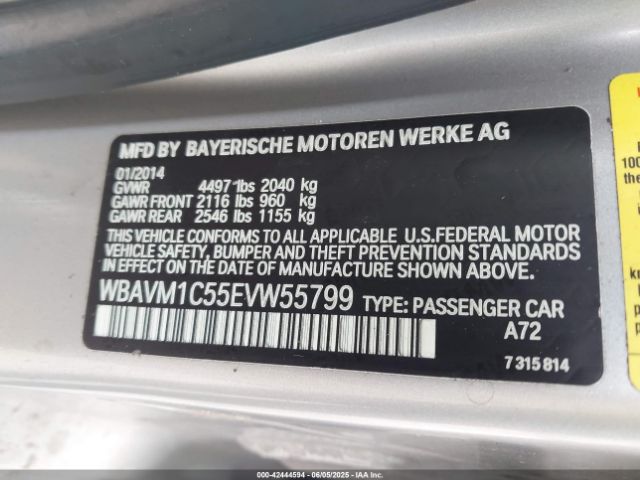 MFD BY BAYERISCHE MOTOREN WERKE AG
01/2014
GVWR 4497 lbs 2040 kg
GAWR FRONT 2116 lbs 960 kg
GAWR REAR 2546 lbs 1155 kg
THIS VEHICLE CONFORMS TO ALL APPLICABLE U.S.FEDERAL MOTOR
VEHICLE SAFETY, BUMPER AND THEFT PREVENTION STANDARDS
IN EFFECT ON THE DATE OF MANUFACTURE SHOWN ABOVE.
WBAVM1C55EVW55799 TYPE: PASSENGER CAR
A72
7 315 814
100
the
000-42444594 | 06/05/2025 - IAA, Inc.